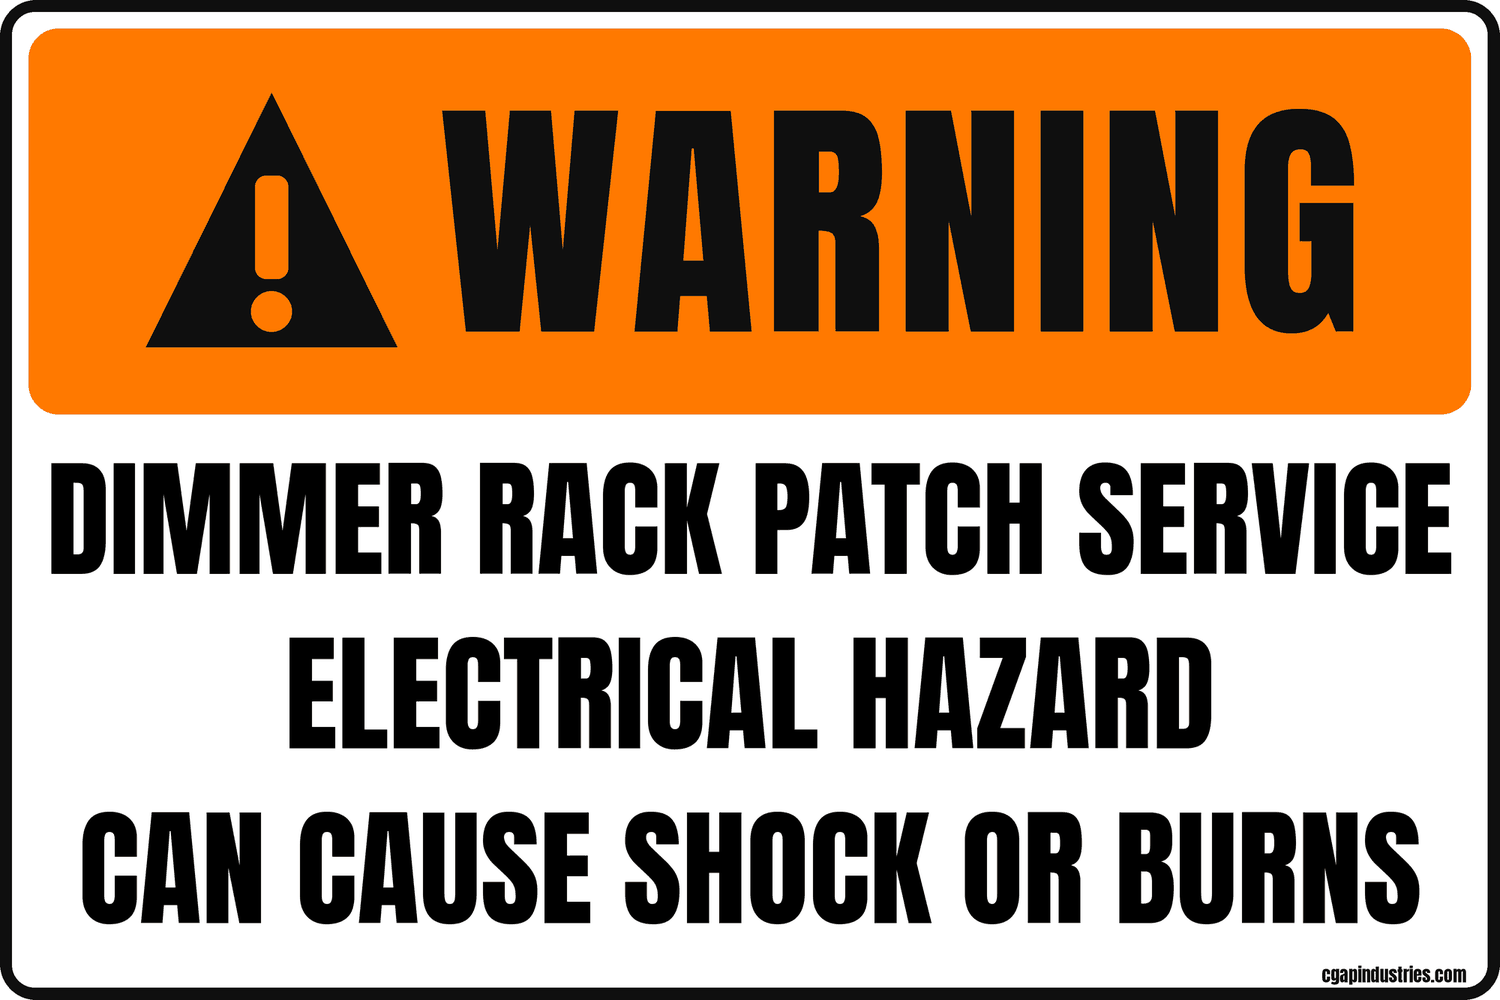 WARNING
DIMMER RACK PATCH SERVICE
ELECTRICAL HAZARD
CAN CAUSE SHOCK OR BURNS
cgapindustries.com